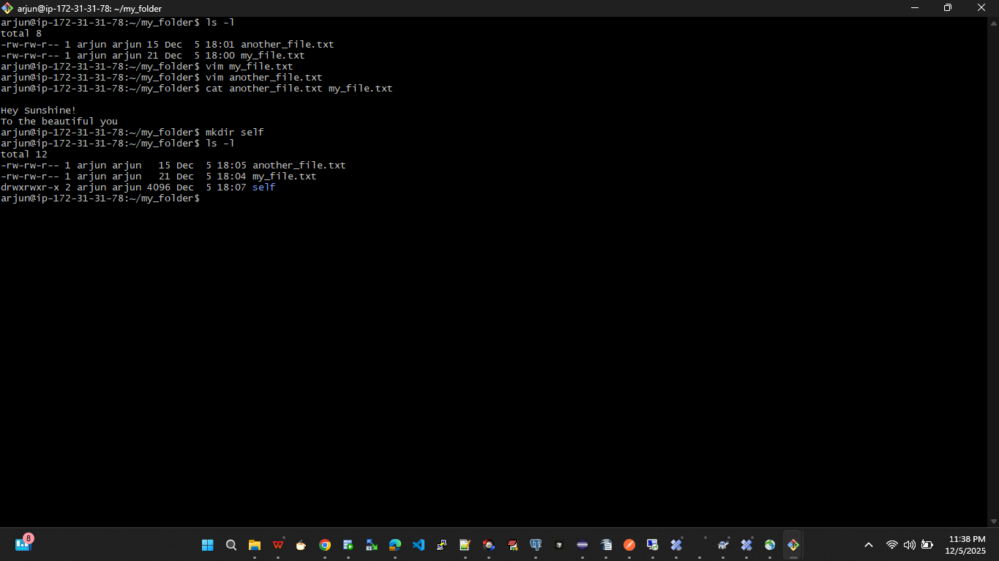 arjun@ip-172-31-31-78: ~/my_folder
arjun@ip-172-31-31-78:~/my_folder$ ls -l
total 8
-rw-rw-r-- 1 arjun arjun 15 Dec  5 18:01 another_file.txt
-rw-rw-r-- 1 arjun arjun 21 Dec  5 18:00 my_file.txt
arjun@ip-172-31-31-78:~/my_folder$ vim my_file.txt
arjun@ip-172-31-31-78:~/my_folder$ vim another_file.txt
arjun@ip-172-31-31-78:~/my_folder$ cat another_file.txt my_file.txt

Hey Sunshine!
To the beautiful you
arjun@ip-172-31-31-78:~/my_folder$ mkdir self
arjun@ip-172-31-31-78:~/my_folder$ ls -l
total 12
-rw-rw-r-- 1 arjun arjun   15 Dec  5 18:05 another_file.txt
-rw-rw-r-- 1 arjun arjun   21 Dec  5 18:04 my_file.txt
drwxrwxr-x 2 arjun arjun 4096 Dec  5 18:07 self
arjun@ip-172-31-31-78:~/my_folder$
8
11:38 PM
12/5/2025